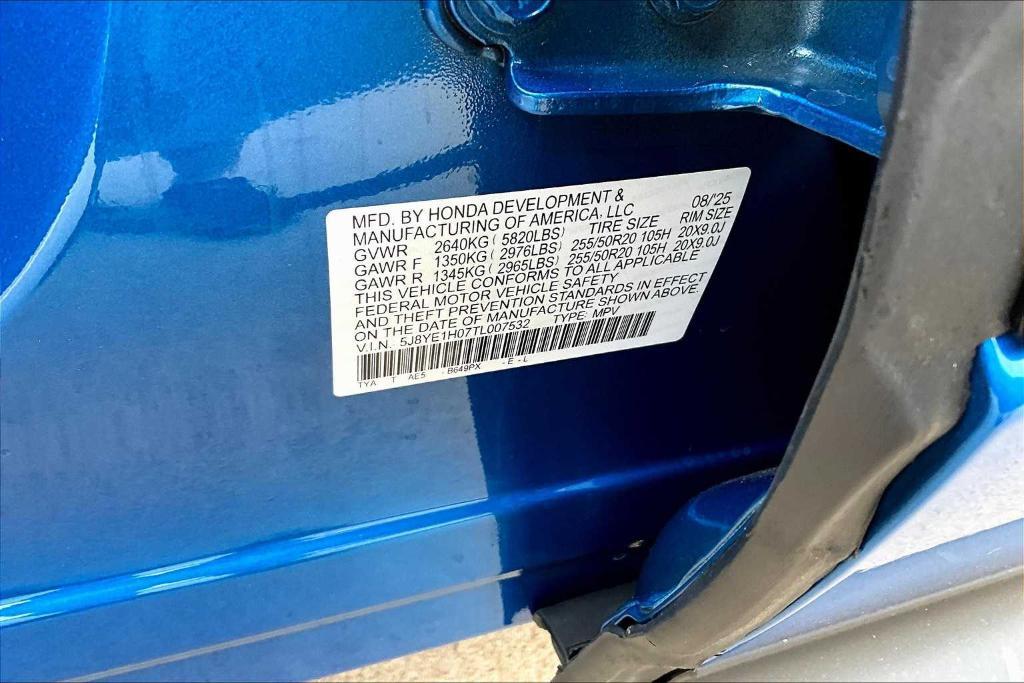 MFD. BY HONDA DEVELOPMENT & 08/'25
MANUFACTURING OF AMERICA, LLC
GVWR 2640KG ( 5820LBS) TIRE SIZE RIM SIZE
GAWR F 1350KG ( 2976LBS) 255/50R20 105H 20X9.0J
GAWR R 1345KG ( 2965LBS) 255/50R20 105H 20X9.0J
THIS VEHICLE CONFORMS TO ALL APPLICABLE
FEDERAL MOTOR VEHICLE SAFETY
AND THEFT PREVENTION STANDARDS IN EFFECT
ON THE DATE OF MANUFACTURE SHOWN ABOVE.
V.I.N. 5J8YE1H07TL007532 TYPE: MPV
TYA T AE5 - B649PX - E - L